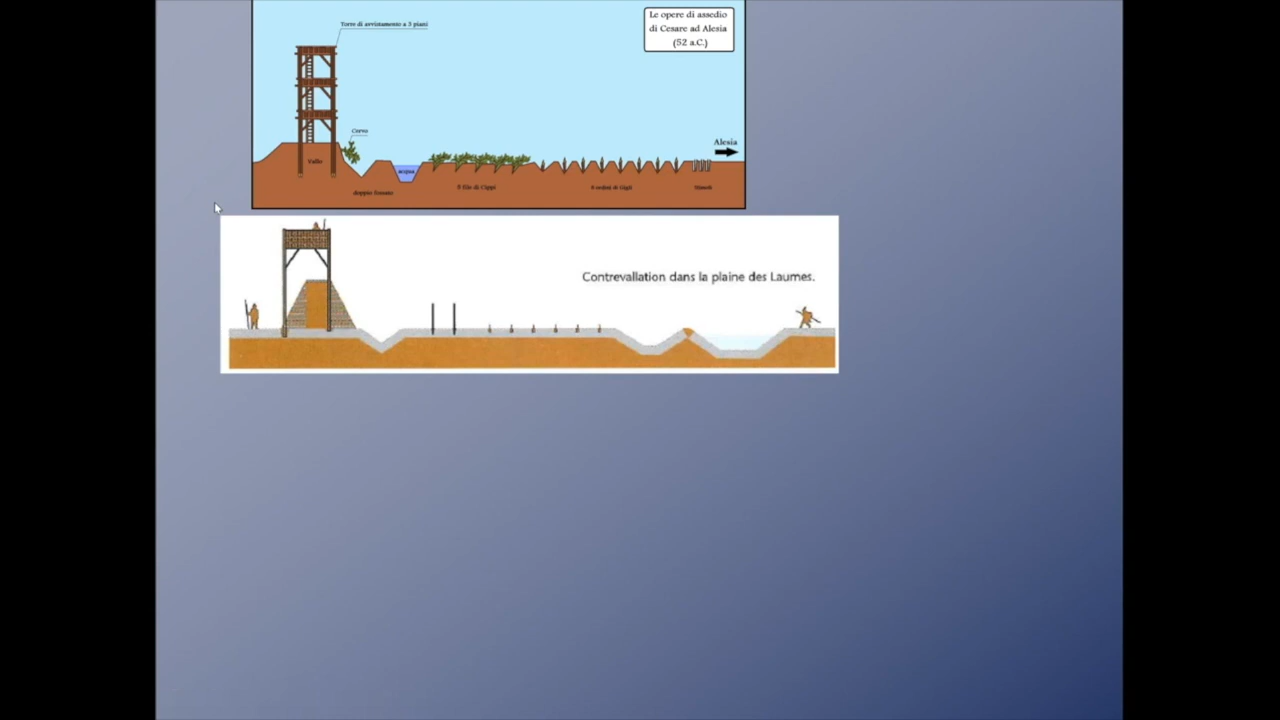 Torre di avvistamento a 3 piani
Le opere di assedio
di Cesare ad Alesia
(52 a.C.)
Cervo
Alesia
Vallo
acqua
doppio fossato
5 file di Cippi
8 ordini di Gigli
Stimoli
Contrevallation dans la plaine des Laumes.